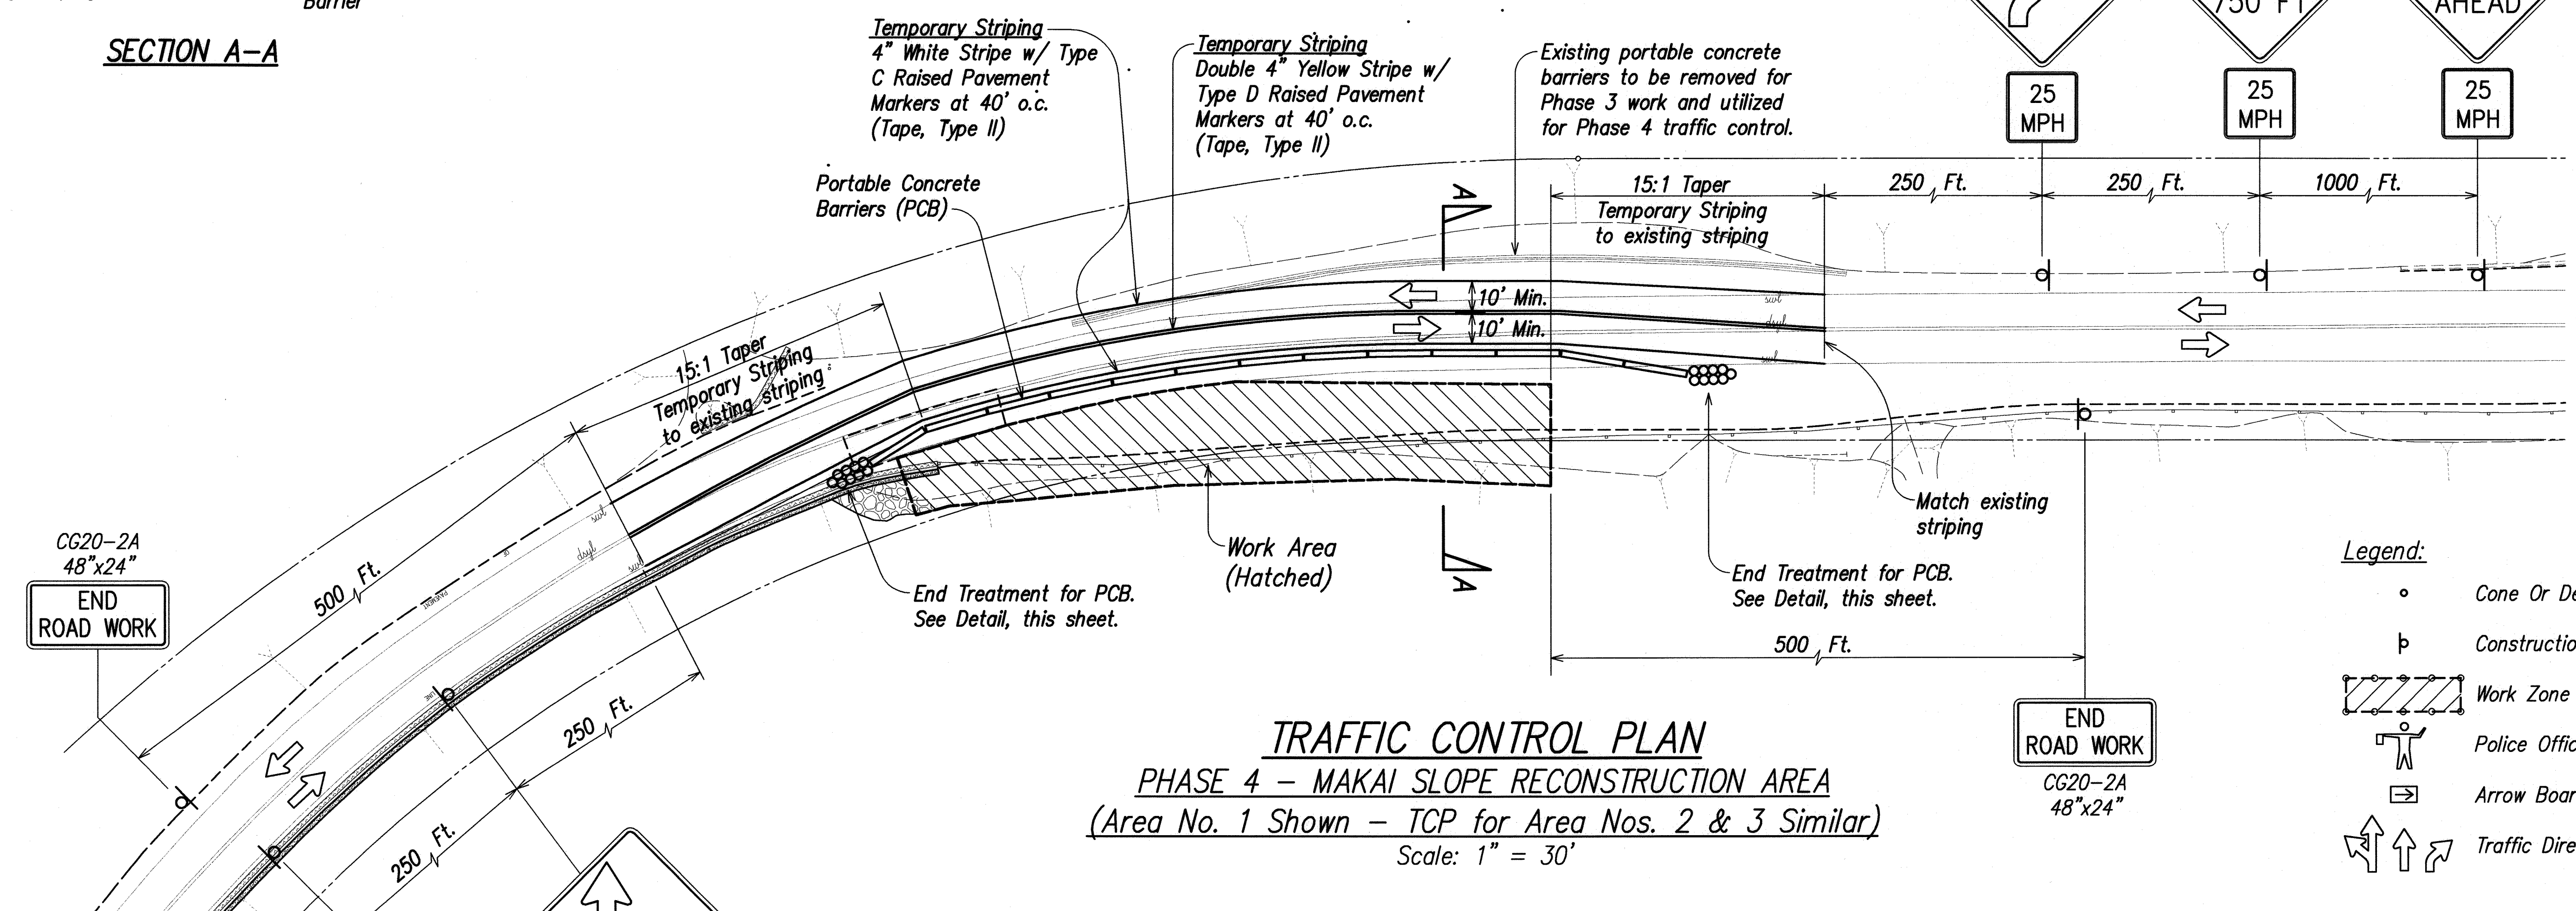 Barrier
SECTION A-A
Temporary Striping
4" White Stripe w/ Type
C Raised Pavement
Markers at 40' o.c.
(Tape, Type II)
Temporary Striping
Double 4" Yellow Stripe w/
Type D Raised Pavement
Markers at 40' o.c.
(Tape, Type II)
Existing portable concrete
barriers to be removed for
Phase 3 work and utilized
for Phase 4 traffic control.
750 FT
AHEAD
25
MPH
25
MPH
25
MPH
Portable Concrete
Barriers (PCB)
A
15:1 Taper
Temporary Striping
to existing striping
250 Ft.
250 Ft.
1000 Ft.
10' Min.
10' Min.
swl
dsyl
swl
15:1 Taper
Temporary Striping
to existing striping
swl
dsyl
swl
PAVEMENT
LINE
500 Ft.
CG20-2A
48"x24"
END
ROAD WORK
250 Ft.
250 Ft.
End Treatment for PCB.
See Detail, this sheet.
Work Area
(Hatched)
A
End Treatment for PCB.
See Detail, this sheet.
Match existing
striping
500 Ft.
END
ROAD WORK
CG20-2A
48"x24"
TRAFFIC CONTROL PLAN
PHASE 4 - MAKAI SLOPE RECONSTRUCTION AREA
(Area No. 1 Shown - TCP for Area Nos. 2 & 3 Similar)
Scale: 1" = 30'
Legend:
Cone Or De
Constructio
Work Zone
Police Offic
Arrow Boar
Traffic Dire